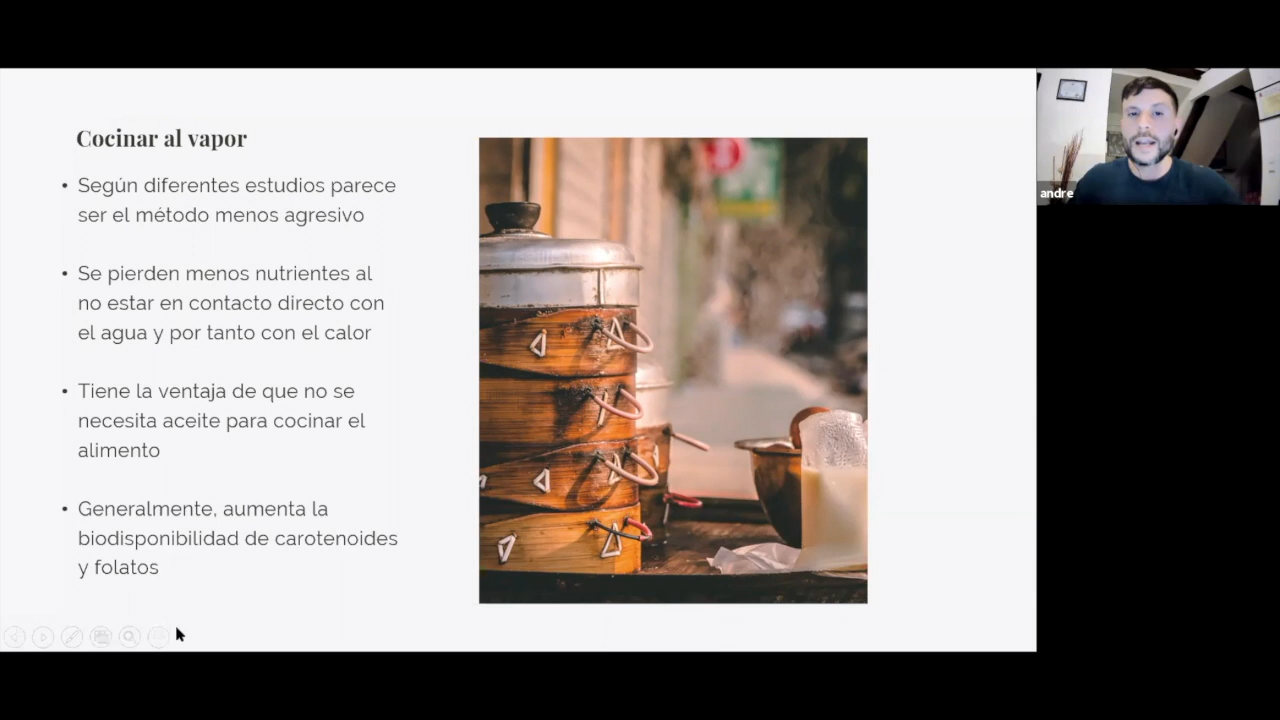 Cocinar al vapor
• Según diferentes estudios parece
ser el método menos agresivo
• Se pierden menos nutrientes al
no estar en contacto directo con
el agua y por tanto con el calor
• Tiene la ventaja de que no se
necesita aceite para cocinar el
alimento
• Generalmente, aumenta la
biodisponibilidad de carotenoides
y folatos
andre